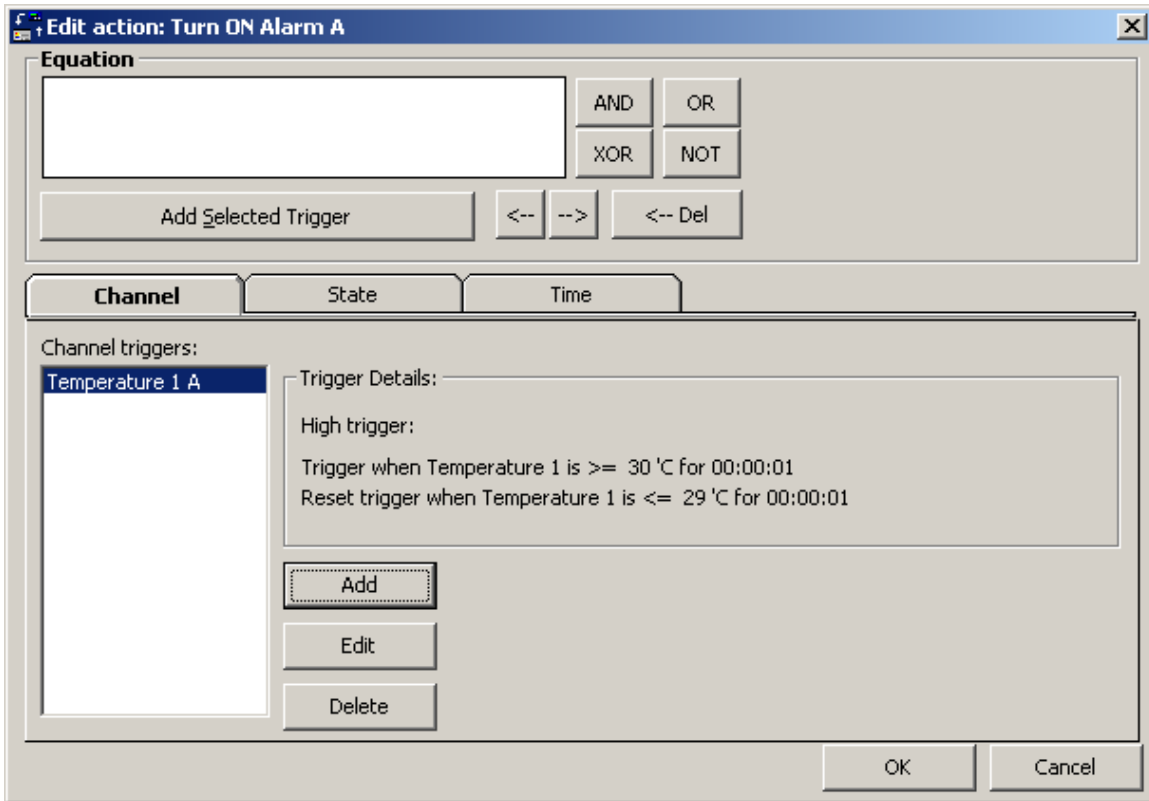 Edit action: Turn ON Alarm A
Equation
AND OR
XOR NOT
Add Selected Trigger <-- --> <-- Del
Channel State Time
Channel triggers:
Temperature 1 A
Trigger Details:
High trigger:
Trigger when Temperature 1 is >= 30 'C for 00:00:01
Reset trigger when Temperature 1 is <= 29 'C for 00:00:01
Add
Edit
Delete
OK Cancel